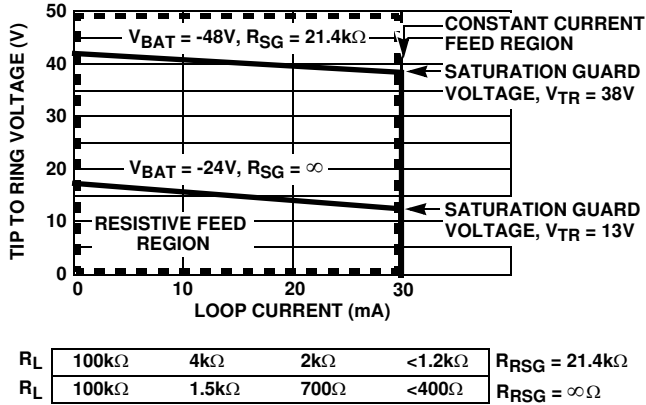 TIP TO RING VOLTAGE (V)
50
40
30
20
10
0
V_BAT = -48V, R_SG = 21.4kΩ
CONSTANT CURRENT
FEED REGION
SATURATION GUARD
VOLTAGE, V_TR = 38V
V_BAT = -24V, R_SG = ∞
SATURATION GUARD
VOLTAGE, V_TR = 13V
RESISTIVE FEED
REGION
0 10 20 30
LOOP CURRENT (mA)
R_L 100kΩ 4kΩ 2kΩ <1.2kΩ R_RSG = 21.4kΩ
R_L 100kΩ 1.5kΩ 700Ω <400Ω R_RSG = ∞Ω